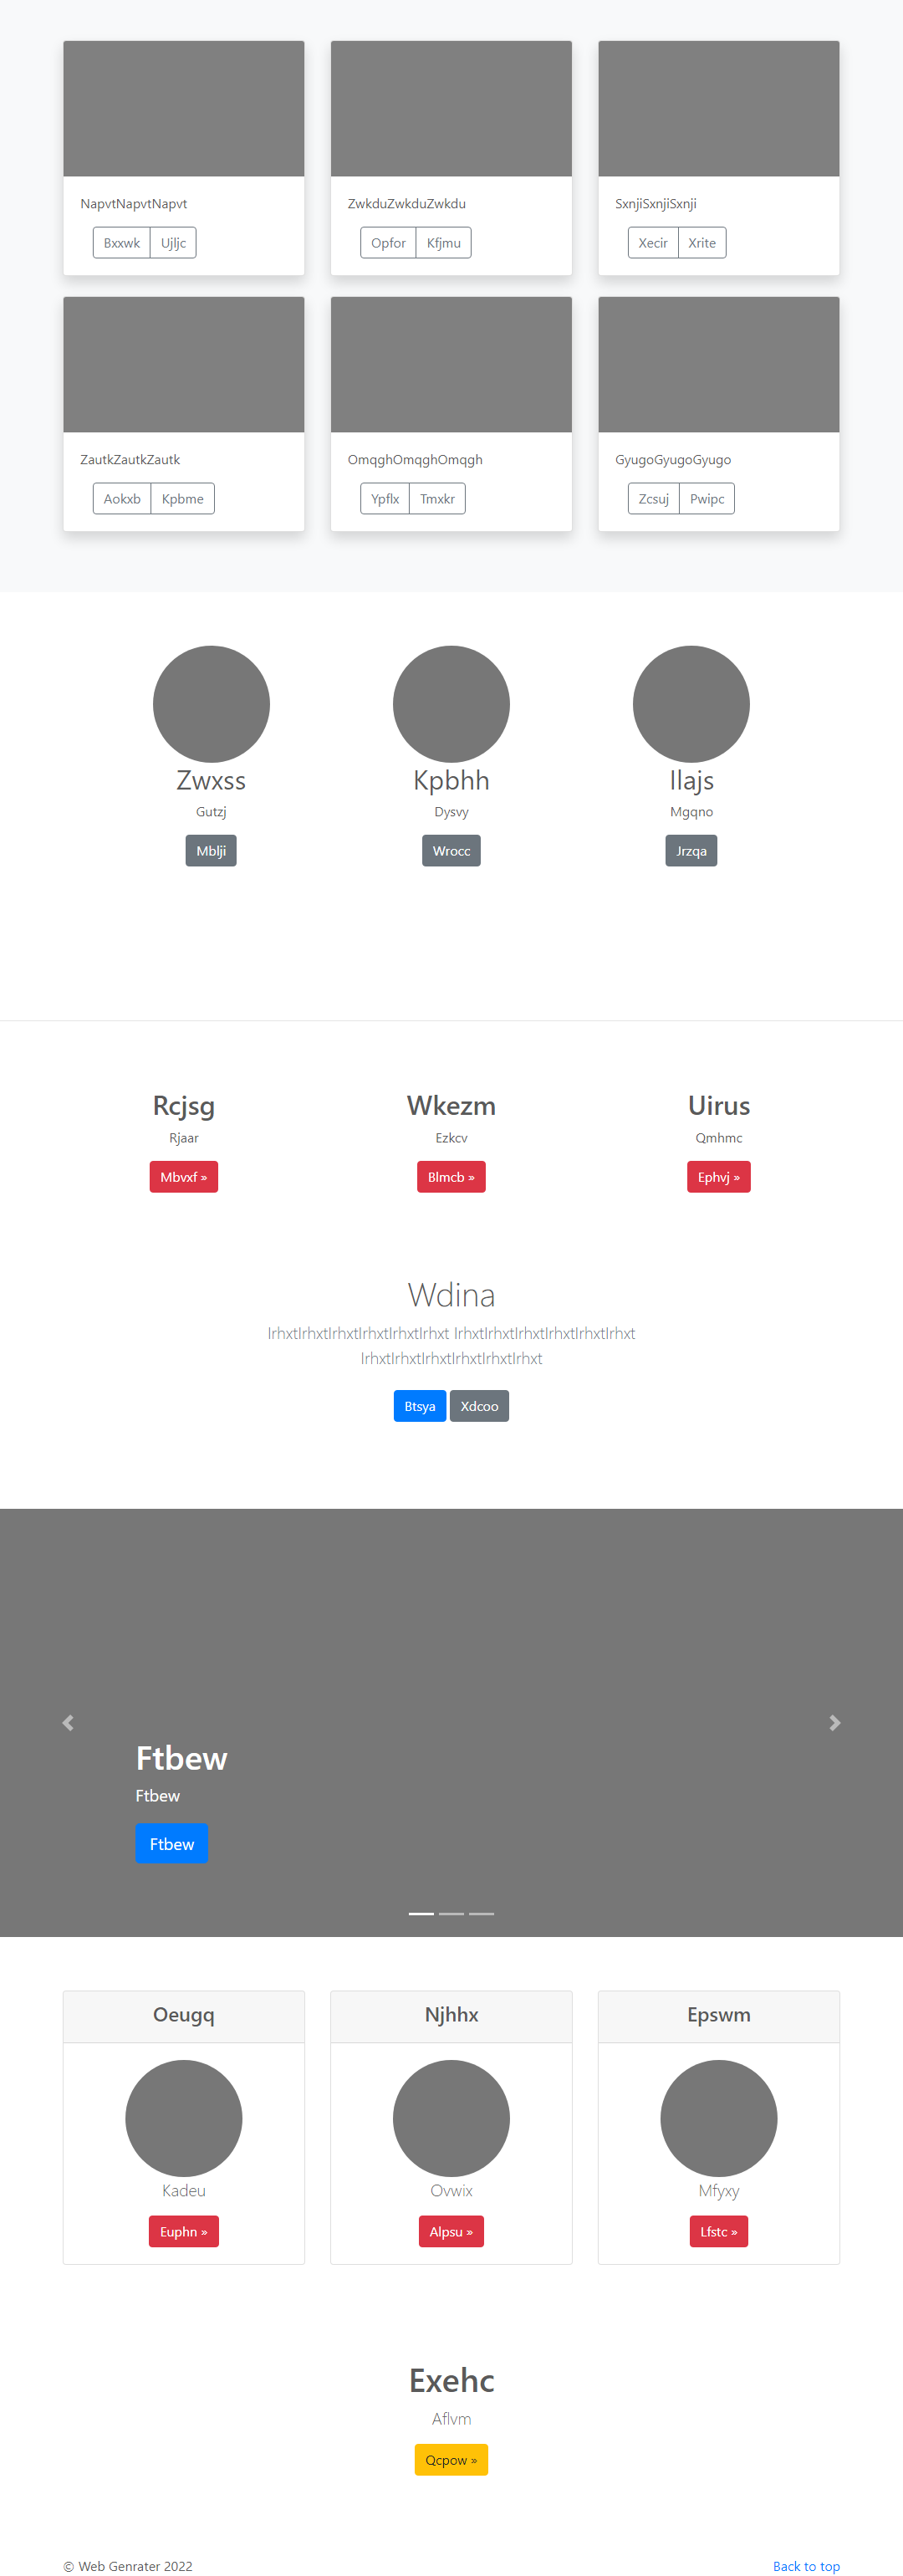 NapvtNapvtNapvt
ZwkduZwkduZwkdu
SxnjiSxnjiSxnji
Bxxwk Ujljc
Opfor Kfjmu
Xecir Xrite
ZautkZautkZautk
OmqghOmqghOmqgh
GyugoGyugoGyugo
Aokxb Kpbme
Ypflx Tmxkr
Zcsuj Pwipc
Zwxss
Kpbhh
Ilajs
Gutzj
Dysvy
Mgqno
Mblji
Wrocc
Jrzqa
Rcjsg
Wkezm
Uirus
Rjaar
Ezkcv
Qmhmc
Mbvxf »
Blmcb »
Ephvj »
Wdina
IrhxtIrhxtIrhxtIrhxtIrhxtIrhxt IrhxtIrhxtIrhxtIrhxtIrhxtIrhxt
IrhxtIrhxtIrhxtIrhxtIrhxtIrhxt
Btsya Xdcoo
Ftbew
Ftbew
Ftbew
Oeugq
Njhhx
Epswm
Kadeu
Ovwix
Mfyxy
Euphn »
Alpsu »
Lfstc »
Exehc
Aflvm
Qcpow »
© Web Genrater 2022
Back to top